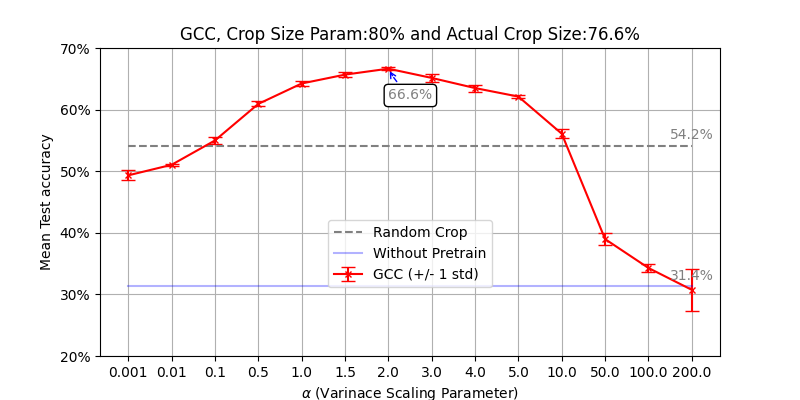 GCC, Crop Size Param:80% and Actual Crop Size:76.6%
70%
60%
50%
40%
30%
20%
Mean Test accuracy
66.6%
54.2%
31.4%
Random Crop
Without Pretrain
GCC (+/- 1 std)
0.001 0.01 0.1 0.5 1.0 1.5 2.0 3.0 4.0 5.0 10.0 50.0 100.0 200.0
α (Varinace Scaling Parameter)